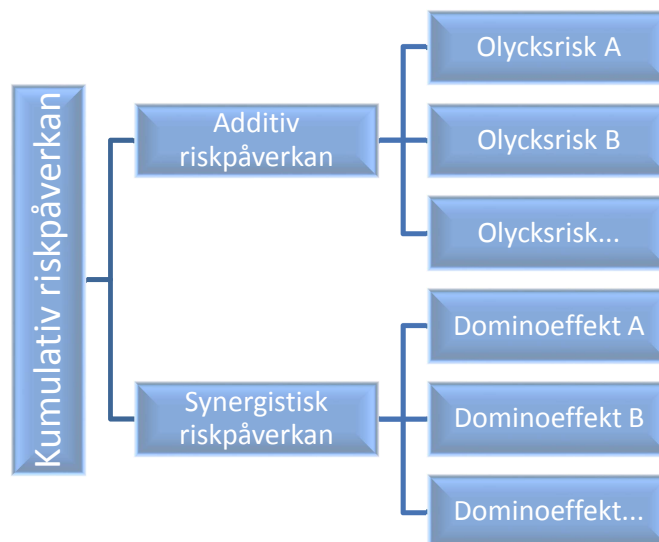 Kumulativ riskpåverkan
Additiv
riskpåverkan
Olycksrisk A
Olycksrisk B
Olycksrisk...
Synergistisk
riskpåverkan
Dominoeffekt A
Dominoeffekt B
Dominoeffekt...